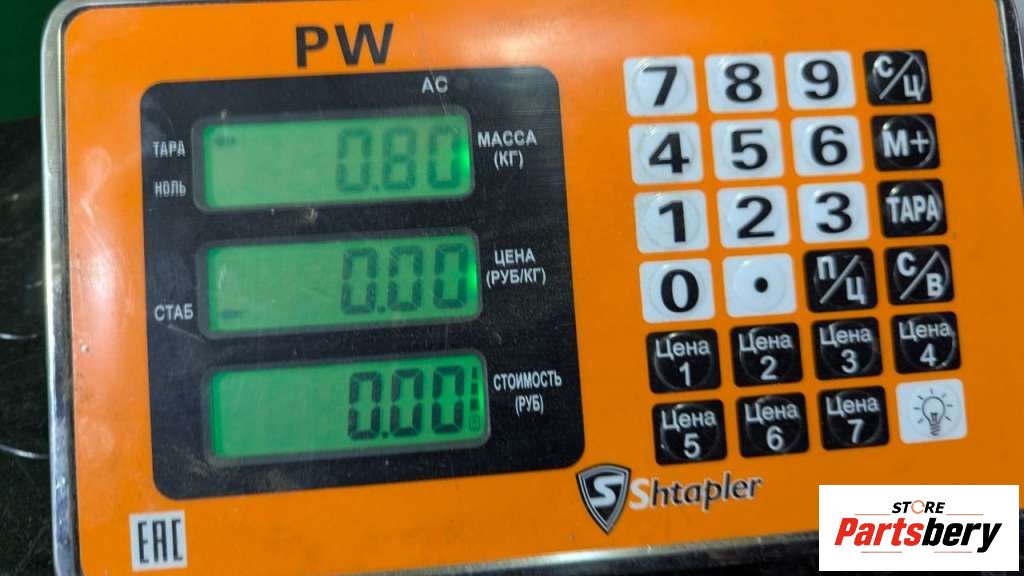 PW
AC
ТАРА
НОЛЬ
0.80
МАССА
(КГ)
СТАБ
0.00
ЦЕНА
(РУБ/КГ)
0.00
СТОИМОСТЬ
(РУБ)
7 8 9 С/Ц
4 5 6 М+
1 2 3 ТАРА
0 . П/Ц С/В
Цена 1 Цена 2 Цена 3 Цена 4
Цена 5 Цена 6 Цена 7
S Shtapler
EAC
STORE
Partsbery